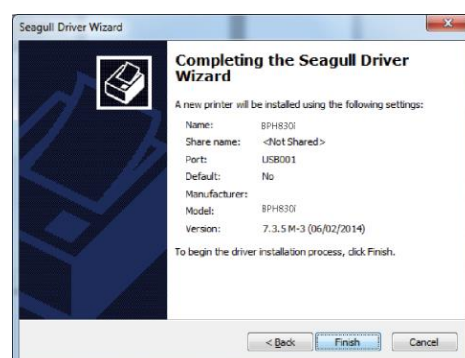 Seagull Driver Wizard
Completing the Seagull Driver
Wizard
A new printer will be installed using the following settings:
Name: BPH830i
Share name: <Not Shared>
Port: USB001
Default: No
Manufacturer:
Model: BPH830i
Version: 7.3.5 M-3 (06/02/2014)
To begin the driver installation process, click Finish.
< Back Finish Cancel